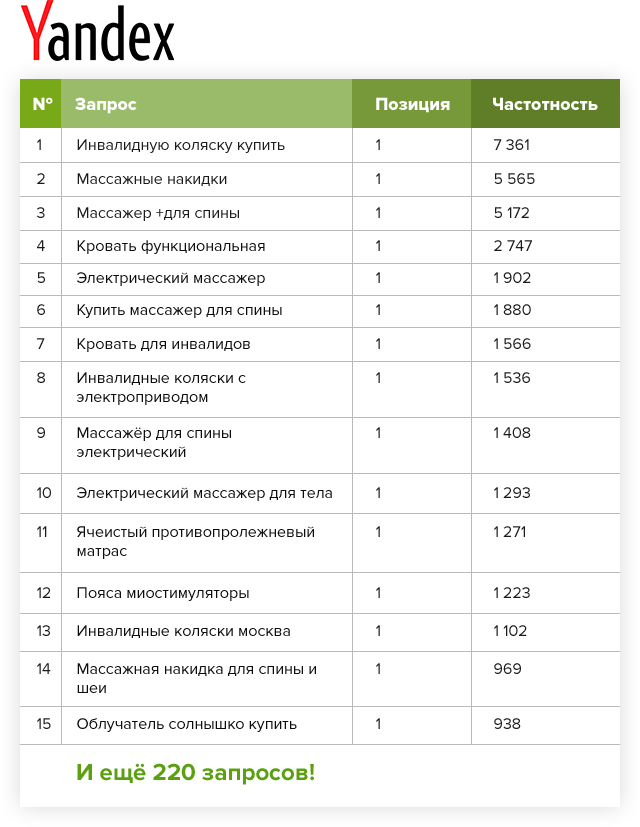 Yandex
№ Запрос Позиция Частотность
1 Инвалидную коляску купить 1 7 361
2 Массажные накидки 1 5 565
3 Массажер +для спины 1 5 172
4 Кровать функциональная 1 2 747
5 Электрический массажер 1 1 902
6 Купить массажер для спины 1 1 880
7 Кровать для инвалидов 1 1 566
8 Инвалидные коляски с 1 1 536
электроприводом
9 Массажёр для спины 1 1 408
электрический
10 Электрический массажер для тела 1 1 293
11 Ячеистый противопролежневый 1 1 271
матрас
12 Пояса миостимуляторы 1 1 223
13 Инвалидные коляски москва 1 1 102
14 Массажная накидка для спины и 1 969
шеи
15 Облучатель солнышко купить 1 938
И ещё 220 запросов!